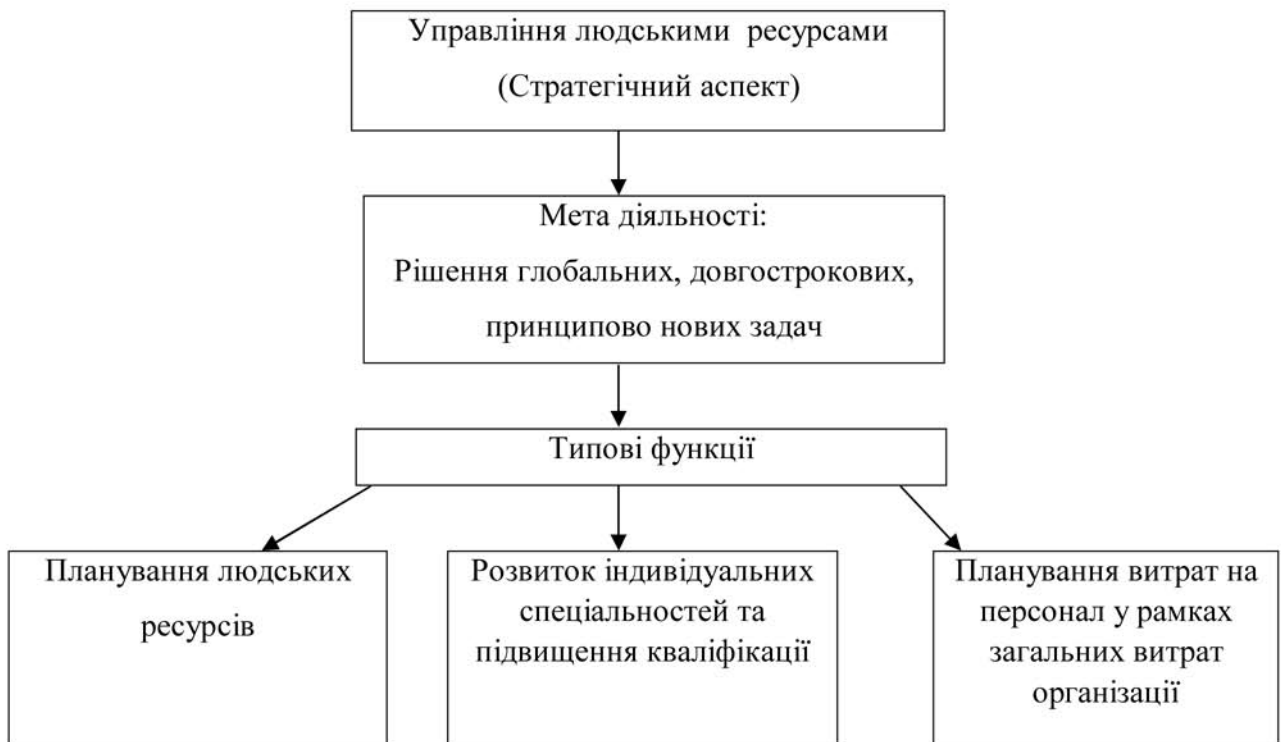 Управління людськими ресурсами
(Стратегічний аспект)
Мета діяльності:
Рішення глобальних, довгострокових,
принципово нових задач
Типові функції
Планування людських
ресурсів
Розвиток індивідуальних
спеціальностей та
підвищення кваліфікації
Планування витрат на
персонал у рамках
загальних витрат
організації